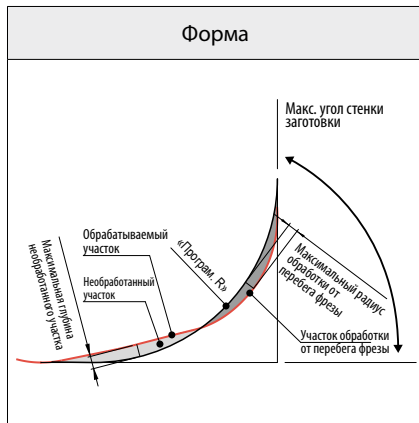 Форма
Макс. угол стенки
заготовки
Максимальная глубина
необработанного участка
Обрабатываемый
участок
Необработанный
участок
«Програм. R»
Максимальный радиус
обработки от
перебега фрезы
Участок обработки
от перебега фрезы